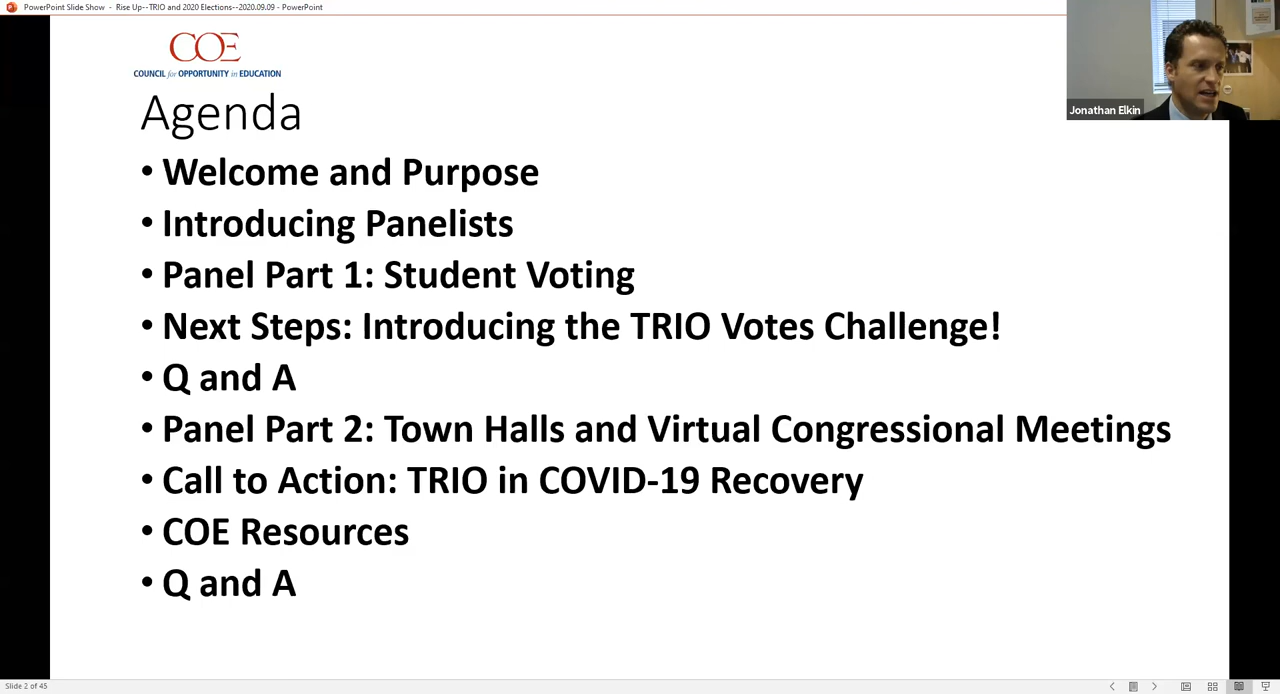 PowerPoint Slide Show - Rise Up--TRIO and 2020 Elections--2020.09.09 - PowerPoint
COE
COUNCIL for OPPORTUNITY in EDUCATION
Jonathan Elkin
Agenda
• Welcome and Purpose
• Introducing Panelists
• Panel Part 1: Student Voting
• Next Steps: Introducing the TRIO Votes Challenge!
• Q and A
• Panel Part 2: Town Halls and Virtual Congressional Meetings
• Call to Action: TRIO in COVID-19 Recovery
• COE Resources
• Q and A
Slide 2 of 45